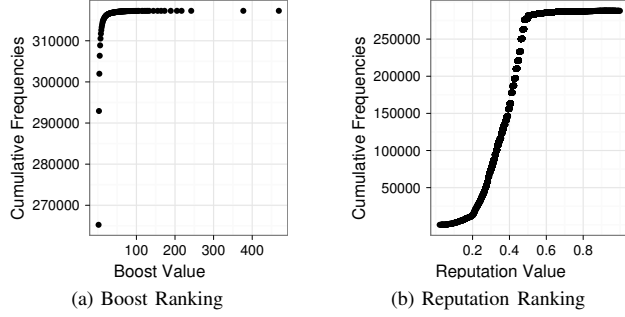 Cumulative Frequencies
310000
300000
290000
280000
270000
100 200 300 400
Boost Value
(a) Boost Ranking
Cumulative Frequencies
250000
200000
150000
100000
50000
0.2 0.4 0.6 0.8
Reputation Value
(b) Reputation Ranking